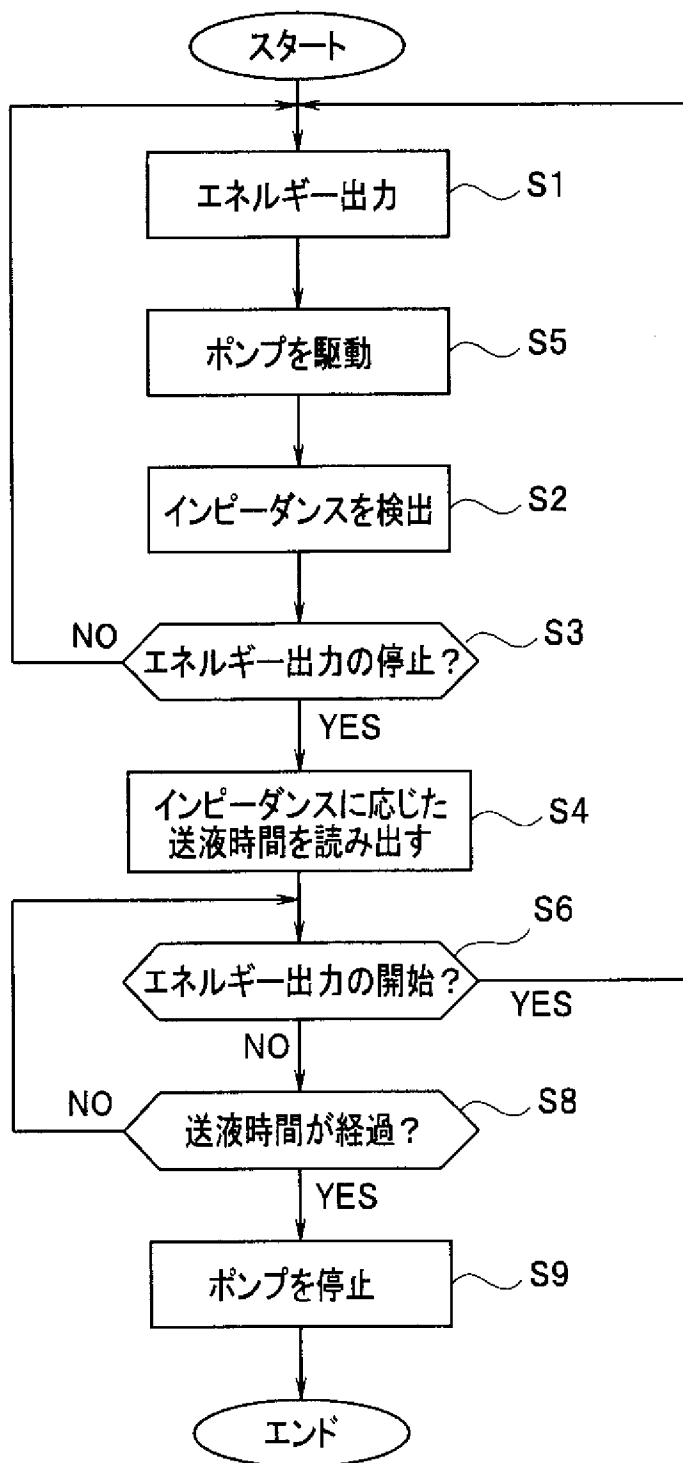 スタート
エネルギー出力
S1
ポンプを駆動
S5
インピーダンスを検出
S2
エネルギー出力の停止？
S3
NO
YES
インピーダンスに応じた
送液時間を読み出す
S4
エネルギー出力の開始？
S6
YES
NO
送液時間が経過？
S8
NO
YES
ポンプを停止
S9
エンド